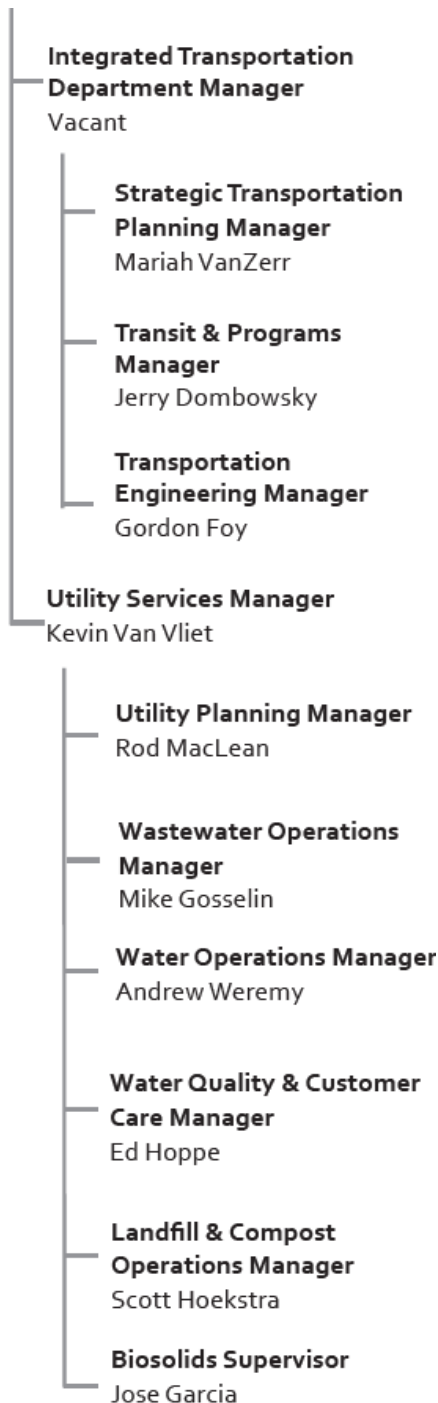 Integrated Transportation
Department Manager
Vacant
Strategic Transportation
Planning Manager
Mariah VanZerr
Transit & Programs
Manager
Jerry Dombowsky
Transportation
Engineering Manager
Gordon Foy
Utility Services Manager
Kevin Van Vliet
Utility Planning Manager
Rod MacLean
Wastewater Operations
Manager
Mike Gosselin
Water Operations Manager
Andrew Weremy
Water Quality & Customer
Care Manager
Ed Hoppe
Landfill & Compost
Operations Manager
Scott Hoekstra
Biosolids Supervisor
Jose Garcia